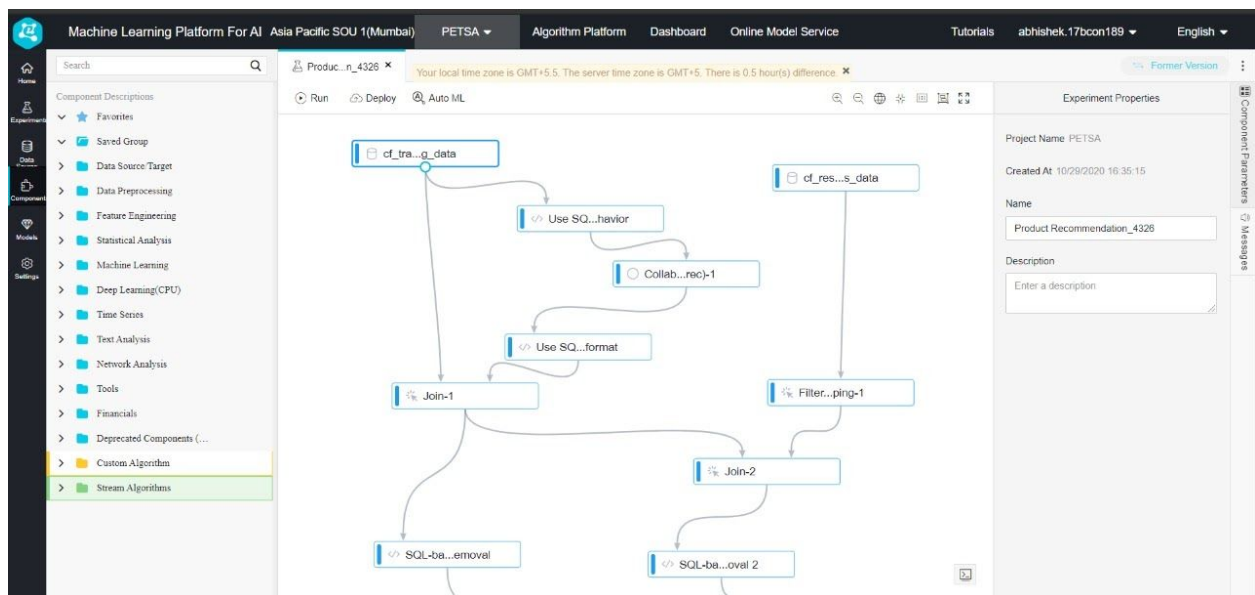 Machine Learning Platform For AI Asia Pacific SOU 1(Mumbai) PETSA Algorithm Platform Dashboard Online Model Service Tutorials abhishek.17bcon189 English
Home
Experiments
Data
Components
Models
Settings
Search
Component Descriptions
Favorites
Saved Group
Data Source/Target
Data Preprocessing
Feature Engineering
Statistical Analysis
Machine Learning
Deep Learning(CPU)
Time Series
Text Analysis
Network Analysis
Tools
Financials
Deprecated Components (...
Custom Algorithm
Stream Algorithms
Produc...n_4326 ×
Your local time zone is GMT+5.5. The server time zone is GMT+5. There is 0.5 hour(s) difference. ×
Former Version
Run Deploy Auto ML
cf_tra...g_data
cf_res...s_data
Use SQ...havior
Collab...rec)-1
Use SQ...format
Join-1
Filter...ping-1
Join-2
SQL-ba...emoval
SQL-ba...oval 2
Experiment Properties
Project Name PETSA
Created At 10/29/2020 16:35:15
Name
Product Recommendation_4326
Description
Enter a description
Component Parameters
Messages